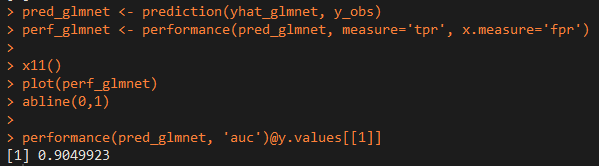 > pred_glmnet <- prediction(yhat_glmnet, y_obs)
> perf_glmnet <- performance(pred_glmnet, measure='tpr', x.measure='fpr')
>
> x11()
> plot(perf_glmnet)
> abline(0,1)
>
> performance(pred_glmnet, 'auc')@y.values[[1]]
[1] 0.9049923